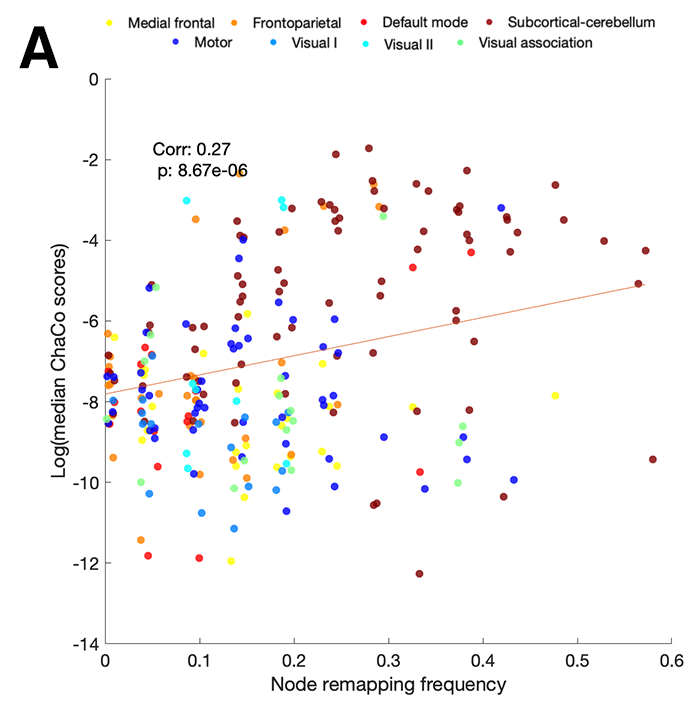 A
Medial frontal Frontoparietal Default mode Subcortical-cerebellum
Motor Visual I Visual II Visual association
Corr: 0.27
p: 8.67e-06
0
-2
-4
-6
-8
-10
-12
-14
Log(median ChaCo scores)
0 0.1 0.2 0.3 0.4 0.5 0.6
Node remapping frequency